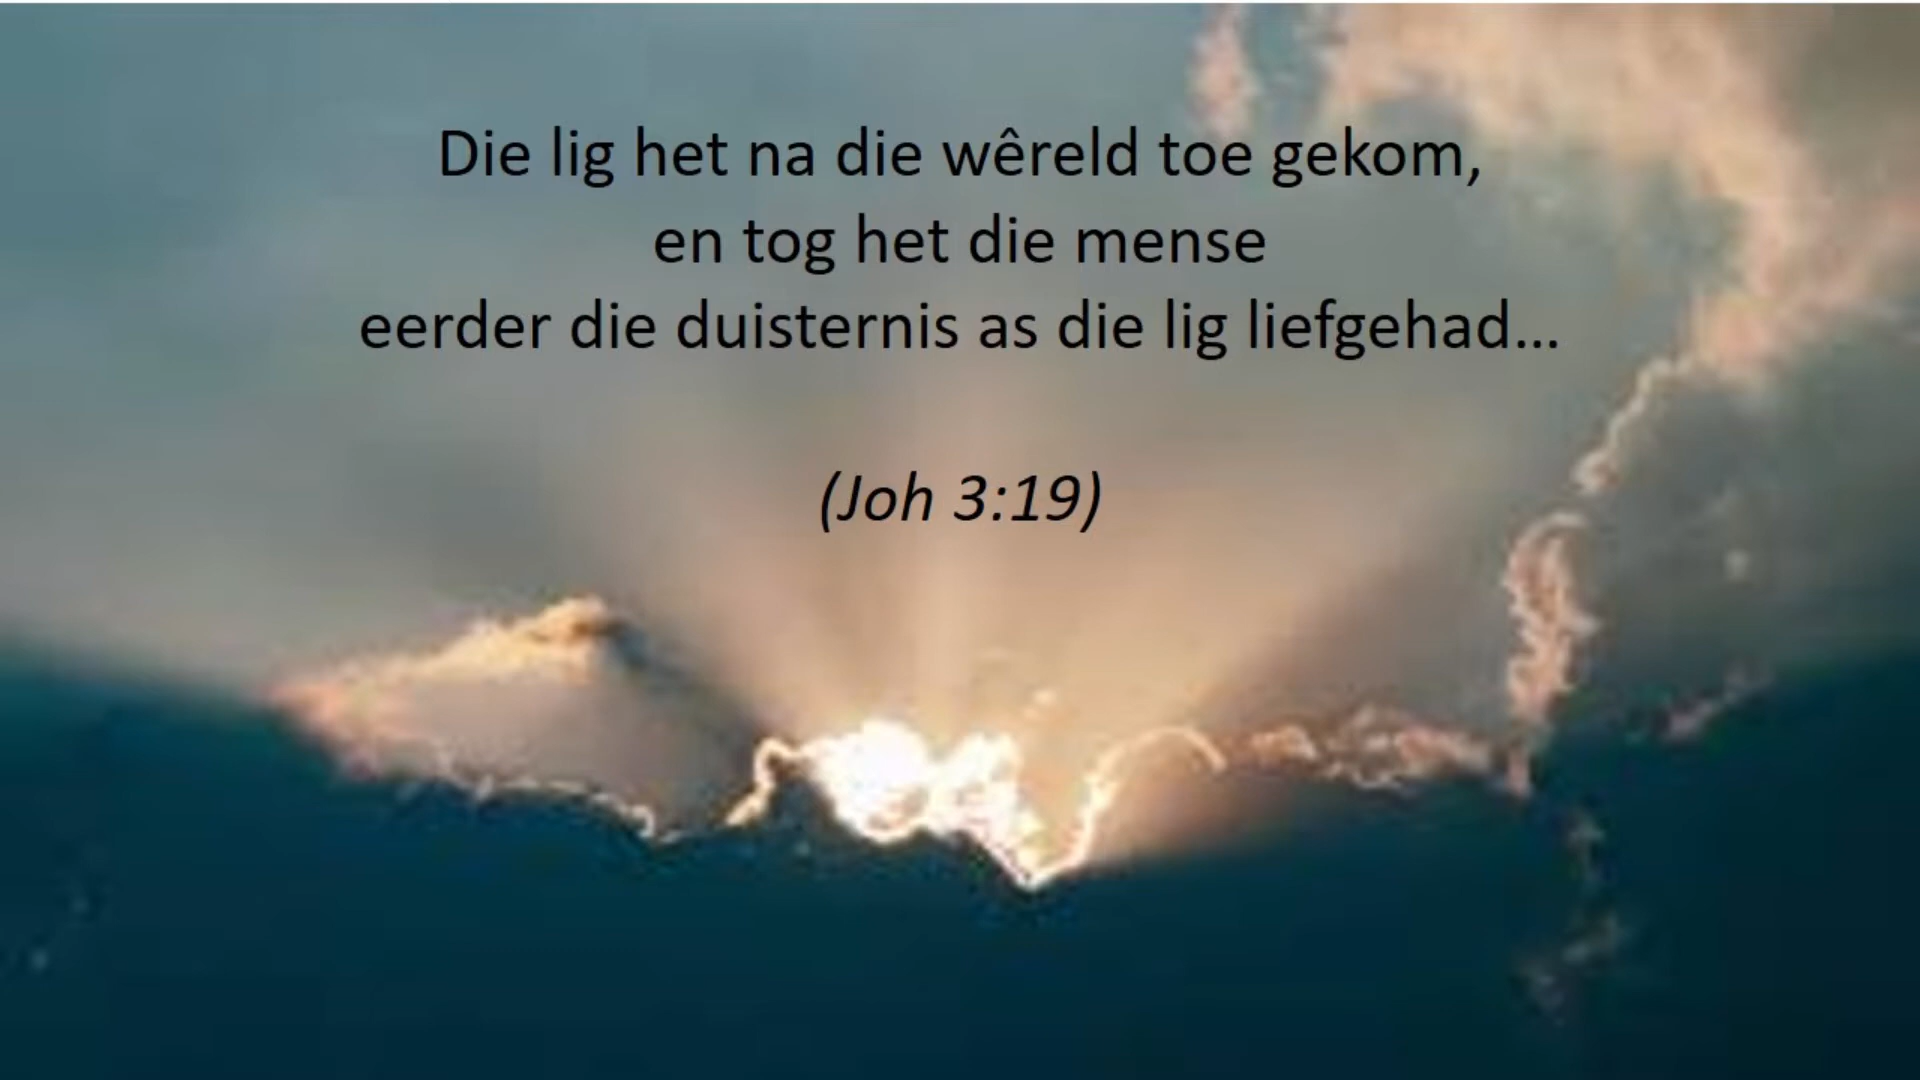 Die lig het na die wêreld toe gekom,
en tog het die mense
eerder die duisternis as die lig liefgehad...
(Joh 3:19)